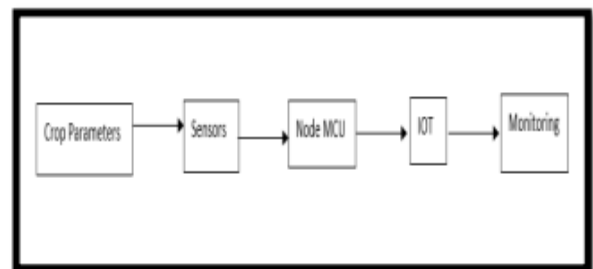 Crop Parameters
Sensors
Node MCU
IOT
Monitoring